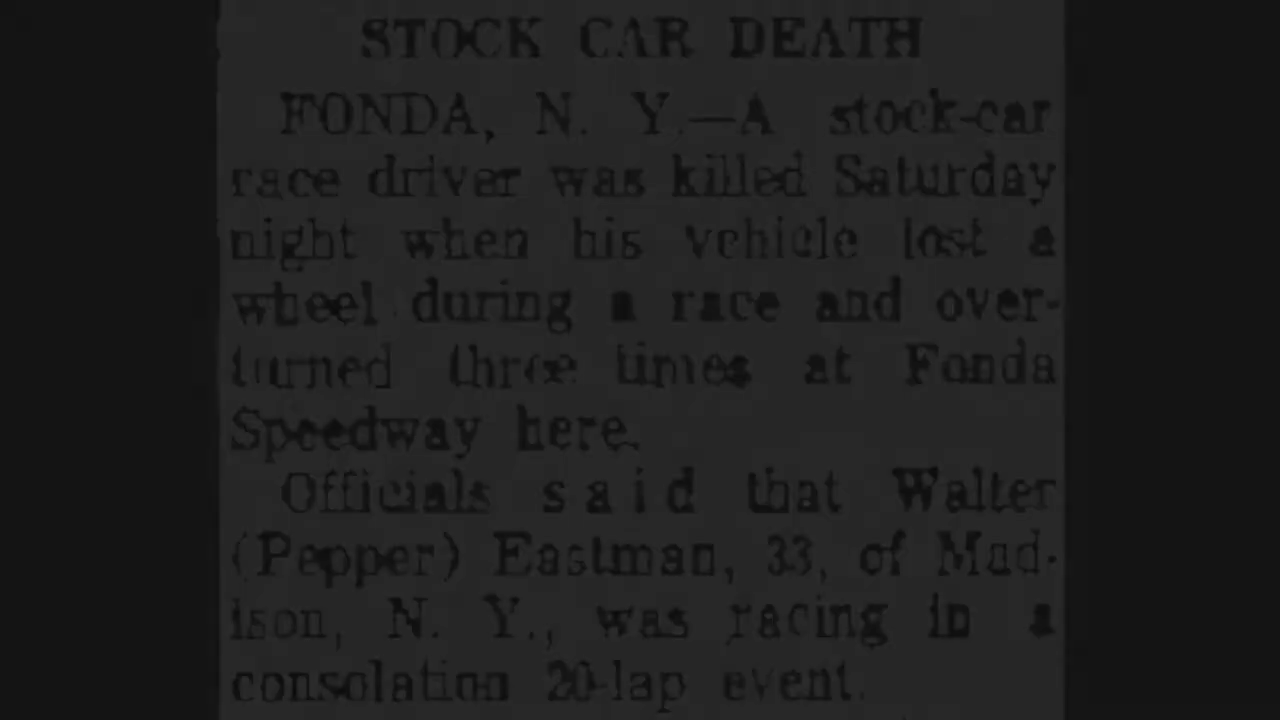 STOCK CAR DEATH
FONDA, N. Y.—A stock-car
race driver was killed Saturday
night when his vehicle lost a
wheel during a race and over-
turned three times at Fonda
Speedway here.
Officials said that Walter
(Pepper) Eastman, 33, of Mad-
ison, N. Y., was racing in a
consolation 20-lap event.